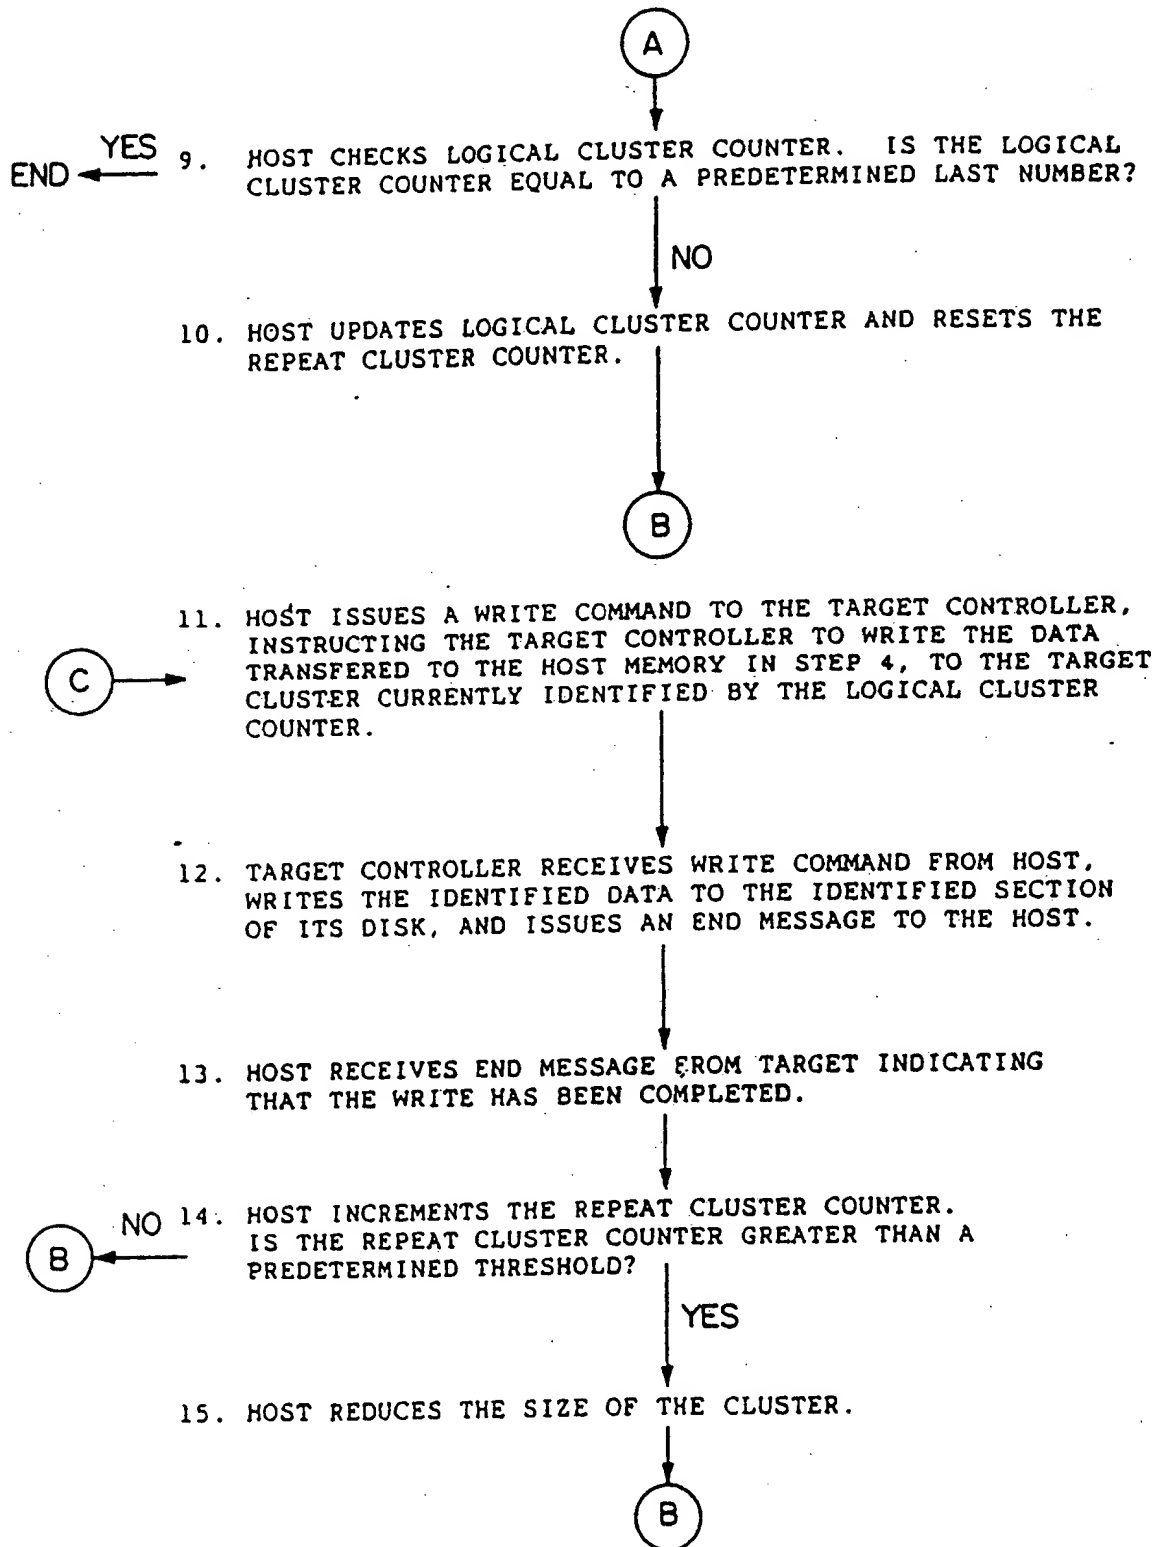 A
END YES 9. HOST CHECKS LOGICAL CLUSTER COUNTER. IS THE LOGICAL
CLUSTER COUNTER EQUAL TO A PREDETERMINED LAST NUMBER?
NO
10. HOST UPDATES LOGICAL CLUSTER COUNTER AND RESETS THE
REPEAT CLUSTER COUNTER.
B
11. HOST ISSUES A WRITE COMMAND TO THE TARGET CONTROLLER,
INSTRUCTING THE TARGET CONTROLLER TO WRITE THE DATA
C TRANSFERED TO THE HOST MEMORY IN STEP 4, TO THE TARGET
CLUSTER CURRENTLY IDENTIFIED BY THE LOGICAL CLUSTER
COUNTER.
12. TARGET CONTROLLER RECEIVES WRITE COMMAND FROM HOST,
WRITES THE IDENTIFIED DATA TO THE IDENTIFIED SECTION
OF ITS DISK, AND ISSUES AN END MESSAGE TO THE HOST.
13. HOST RECEIVES END MESSAGE FROM TARGET INDICATING
THAT THE WRITE HAS BEEN COMPLETED.
NO 14. HOST INCREMENTS THE REPEAT CLUSTER COUNTER.
B IS THE REPEAT CLUSTER COUNTER GREATER THAN A
PREDETERMINED THRESHOLD?
YES
15. HOST REDUCES THE SIZE OF THE CLUSTER.
B